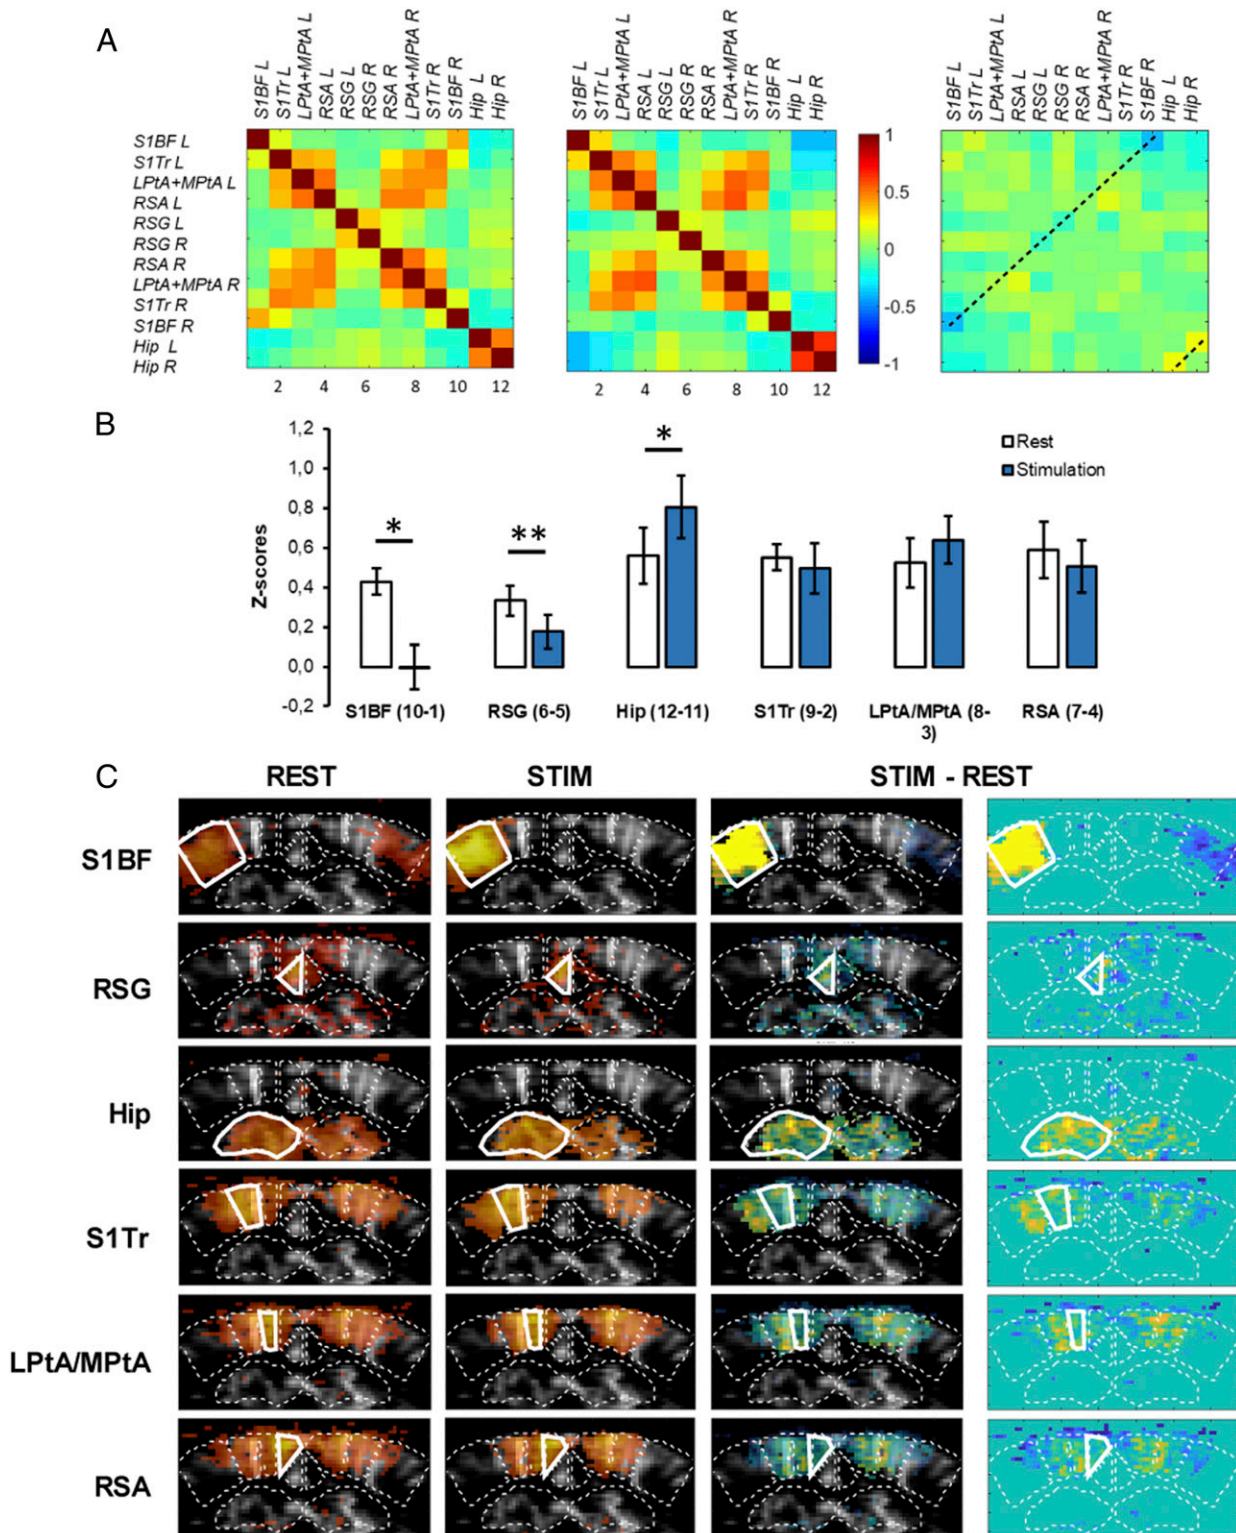 A
S1BF L
S1Tr L
LPtA+MPtA L
RSA L
RSG L
RSG R
RSA R
LPtA+MPtA R
S1Tr R
S1BF R
Hip L
Hip R
S1BF L
S1Tr L
LPtA+MPtA L
RSA L
RSG L
RSG R
RSA R
LPtA+MPtA R
S1Tr R
S1BF R
Hip L
Hip R
S1BF L
S1Tr L
LPtA+MPtA L
RSA L
RSG L
RSG R
RSA R
LPtA+MPtA R
S1Tr R
S1BF R
Hip L
Hip R
S1BF L
S1Tr L
LPtA+MPtA L
RSA L
RSG L
RSG R
RSA R
LPtA+MPtA R
S1Tr R
S1BF R
Hip L
Hip R
1
0.5
0
-0.5
-1
2 4 6 8 10 12
2 4 6 8 10 12
B
1,2
1,0
0,8
0,6
0,4
0,2
0,0
-0,2
Z-scores
* ** *
Rest
Stimulation
S1BF (10-1) RSG (6-5) Hip (12-11) S1Tr (9-2) LPtA/MPtA (8-
3) RSA (7-4)
C
REST STIM STIM - REST
S1BF
RSG
Hip
S1Tr
LPtA/MPtA
RSA